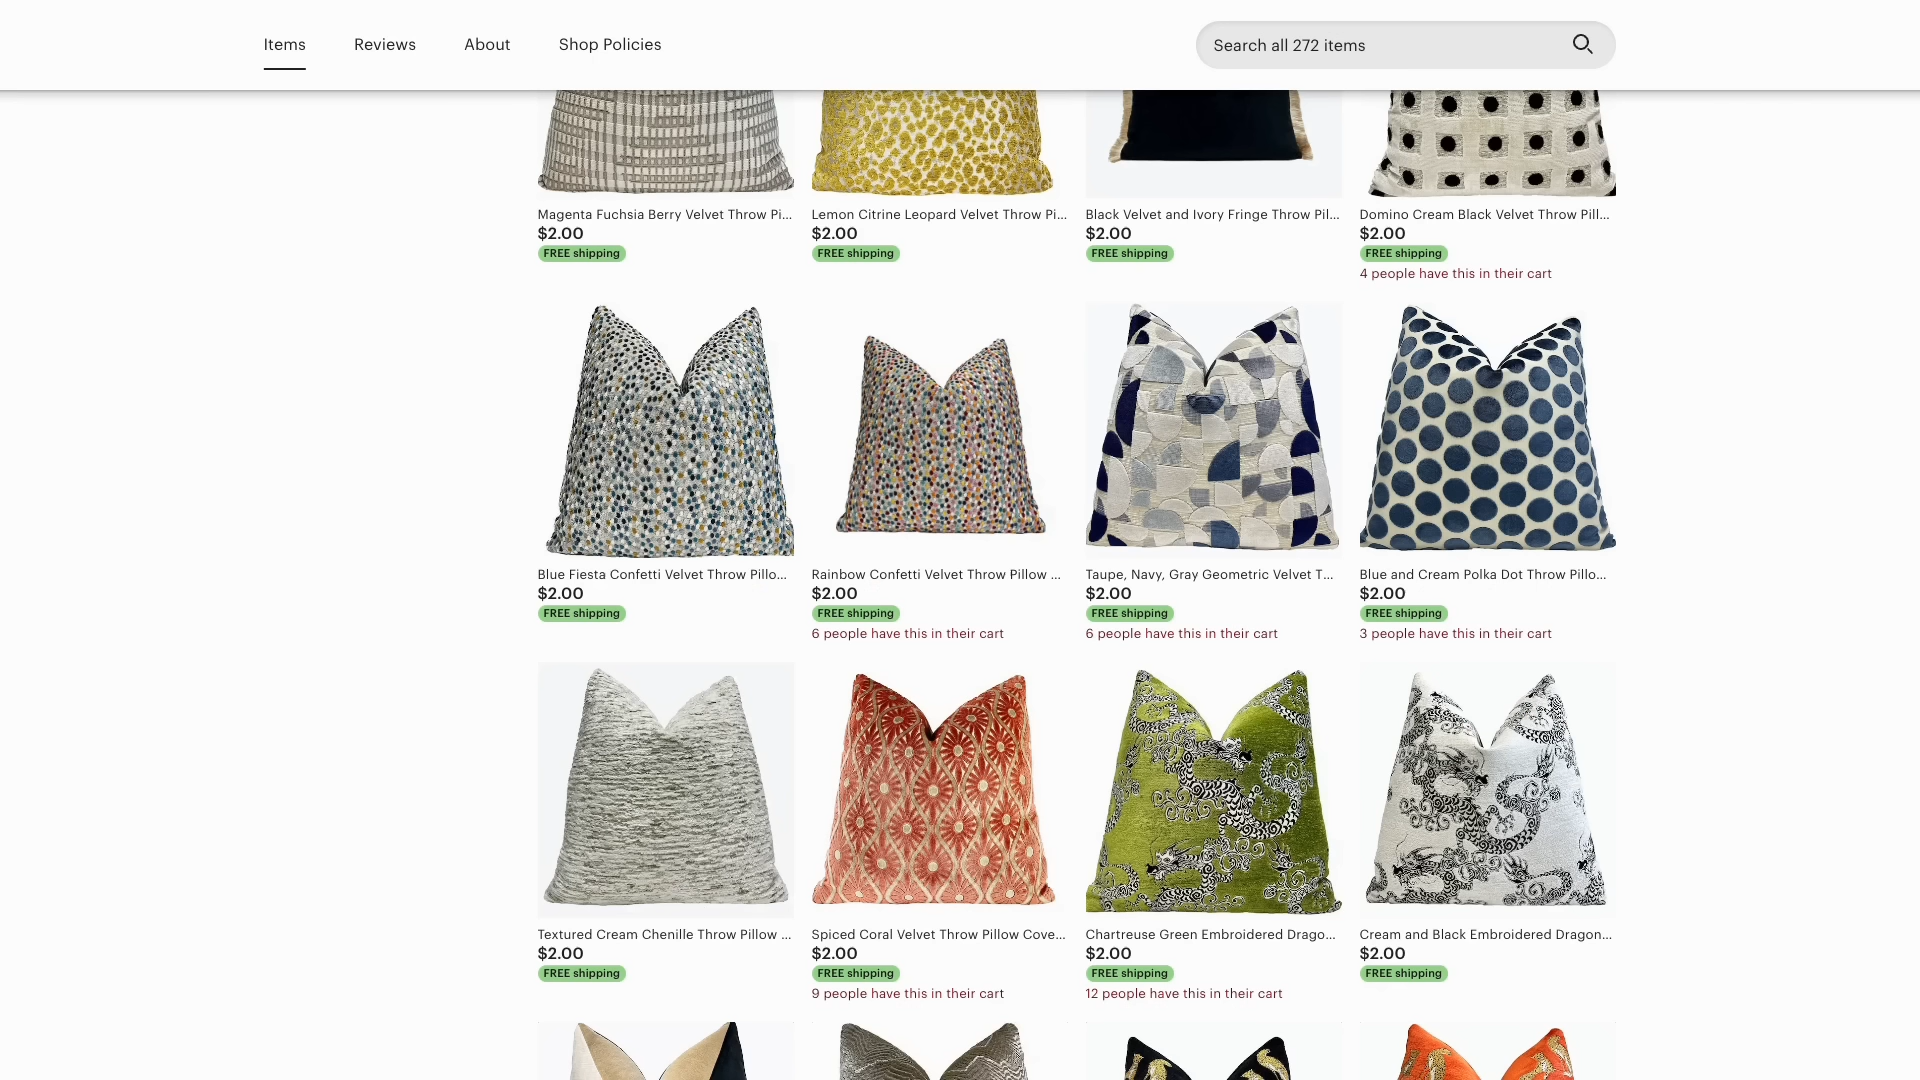 Items
Reviews
About
Shop Policies
Search all 272 items
Magenta Fuchsia Berry Velvet Throw Pi...
$2.00
FREE shipping
Lemon Citrine Leopard Velvet Throw Pi...
$2.00
FREE shipping
Black Velvet and Ivory Fringe Throw Pil...
$2.00
FREE shipping
Domino Cream Black Velvet Throw Pill...
$2.00
FREE shipping
4 people have this in their cart
Blue Fiesta Confetti Velvet Throw Pillo...
$2.00
FREE shipping
Rainbow Confetti Velvet Throw Pillow ...
$2.00
FREE shipping
6 people have this in their cart
Taupe, Navy, Gray Geometric Velvet T...
$2.00
FREE shipping
6 people have this in their cart
Blue and Cream Polka Dot Throw Pillo...
$2.00
FREE shipping
3 people have this in their cart
Textured Cream Chenille Throw Pillow ...
$2.00
FREE shipping
Spiced Coral Velvet Throw Pillow Cove...
$2.00
FREE shipping
9 people have this in their cart
Chartreuse Green Embroidered Drago...
$2.00
FREE shipping
12 people have this in their cart
Cream and Black Embroidered Dragon...
$2.00
FREE shipping